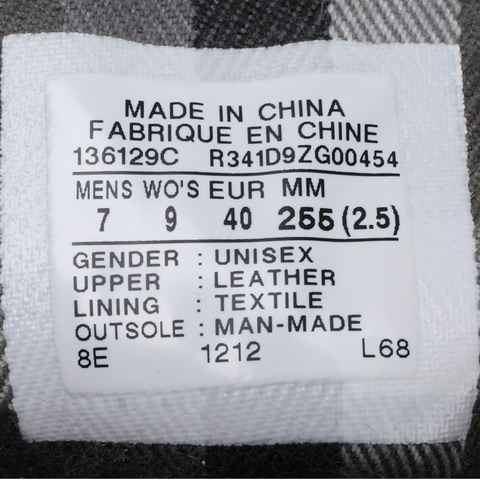 MADE IN CHINA
FABRIQUE EN CHINE
136129C R341D9ZG00454
MENS WO'S EUR MM
7 9 40 255 (2.5)
GENDER : UNISEX
UPPER : LEATHER
LINING : TEXTILE
OUTSOLE : MAN-MADE
8E 1212 L68